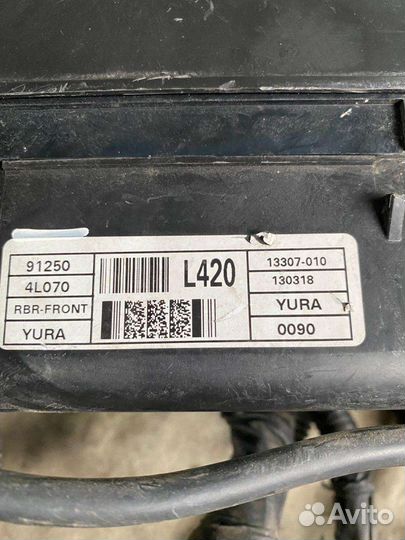 91250
4L070
RBR-FRONT
YURA
L420
13307-010
130318
YURA
0090
Avito